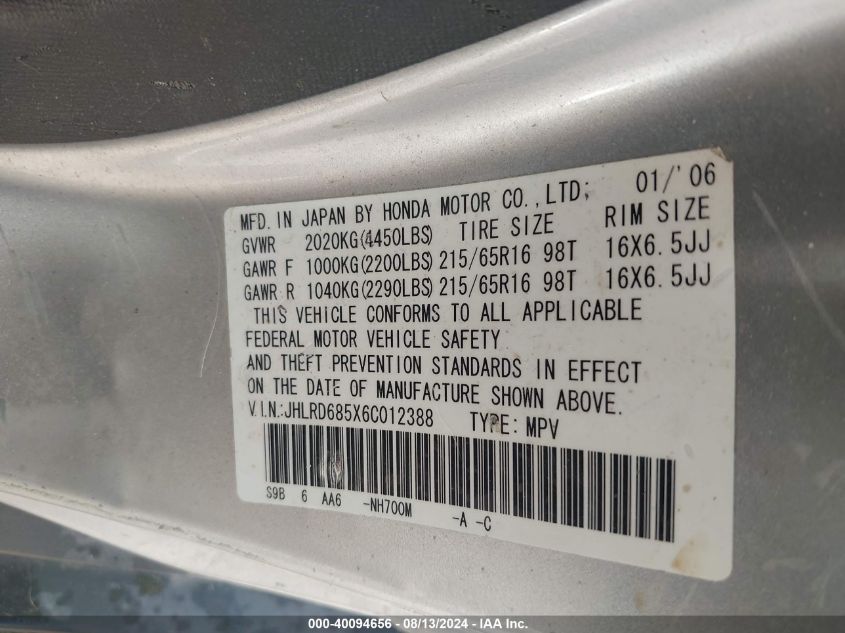 MFD. IN JAPAN BY HONDA MOTOR CO.,LTD; 01/'06
GVWR 2020KG(4450LBS) TIRE SIZE RIM SIZE
GAWR F 1000KG(2200LBS) 215/65R16 98T 16X6.5JJ
GAWR R 1040KG(2290LBS) 215/65R16 98T 16X6.5JJ
THIS VEHICLE CONFORMS TO ALL APPLICABLE
FEDERAL MOTOR VEHICLE SAFETY
AND THEFT PREVENTION STANDARDS IN EFFECT
ON THE DATE OF MANUFACTURE SHOWN ABOVE.
V.I.N.:JHLRD685X6C012388 TYPE: MPV
S9B 6 AA6 -NH700M -A -C
000-40094656 - 08/13/2024 - IAA Inc.